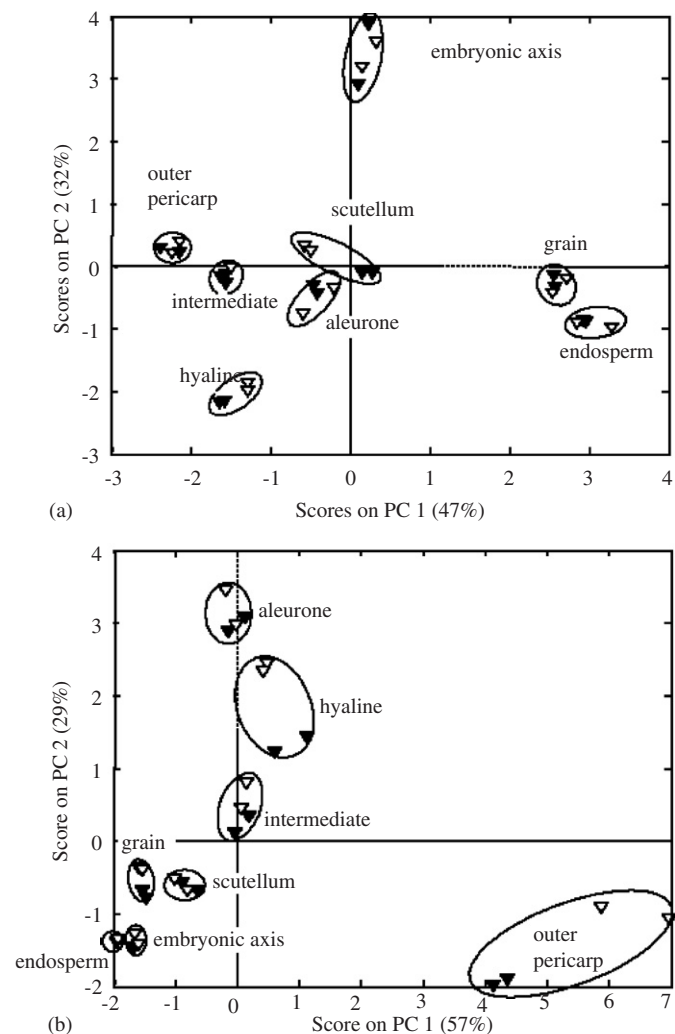 4
embryonic axis
3
2
outer
pericarp
1
scutellum
grain
0
intermediate
aleurone
-1
endosperm
hyaline
-2
-3
-3 -2 -1 0 1 2 3 4
Scores on PC 2 (32%)
(a)
Scores on PC 1 (47%)
4
aleurone
3
2
hyaline
1
intermediate
0
grain
scutellum
-1
embryonic axis
outer
pericarp
endosperm
-2
-2 -1 0 1 2 3 4 5 6 7
Score on PC 2 (29%)
(b)
Score on PC 1 (57%)